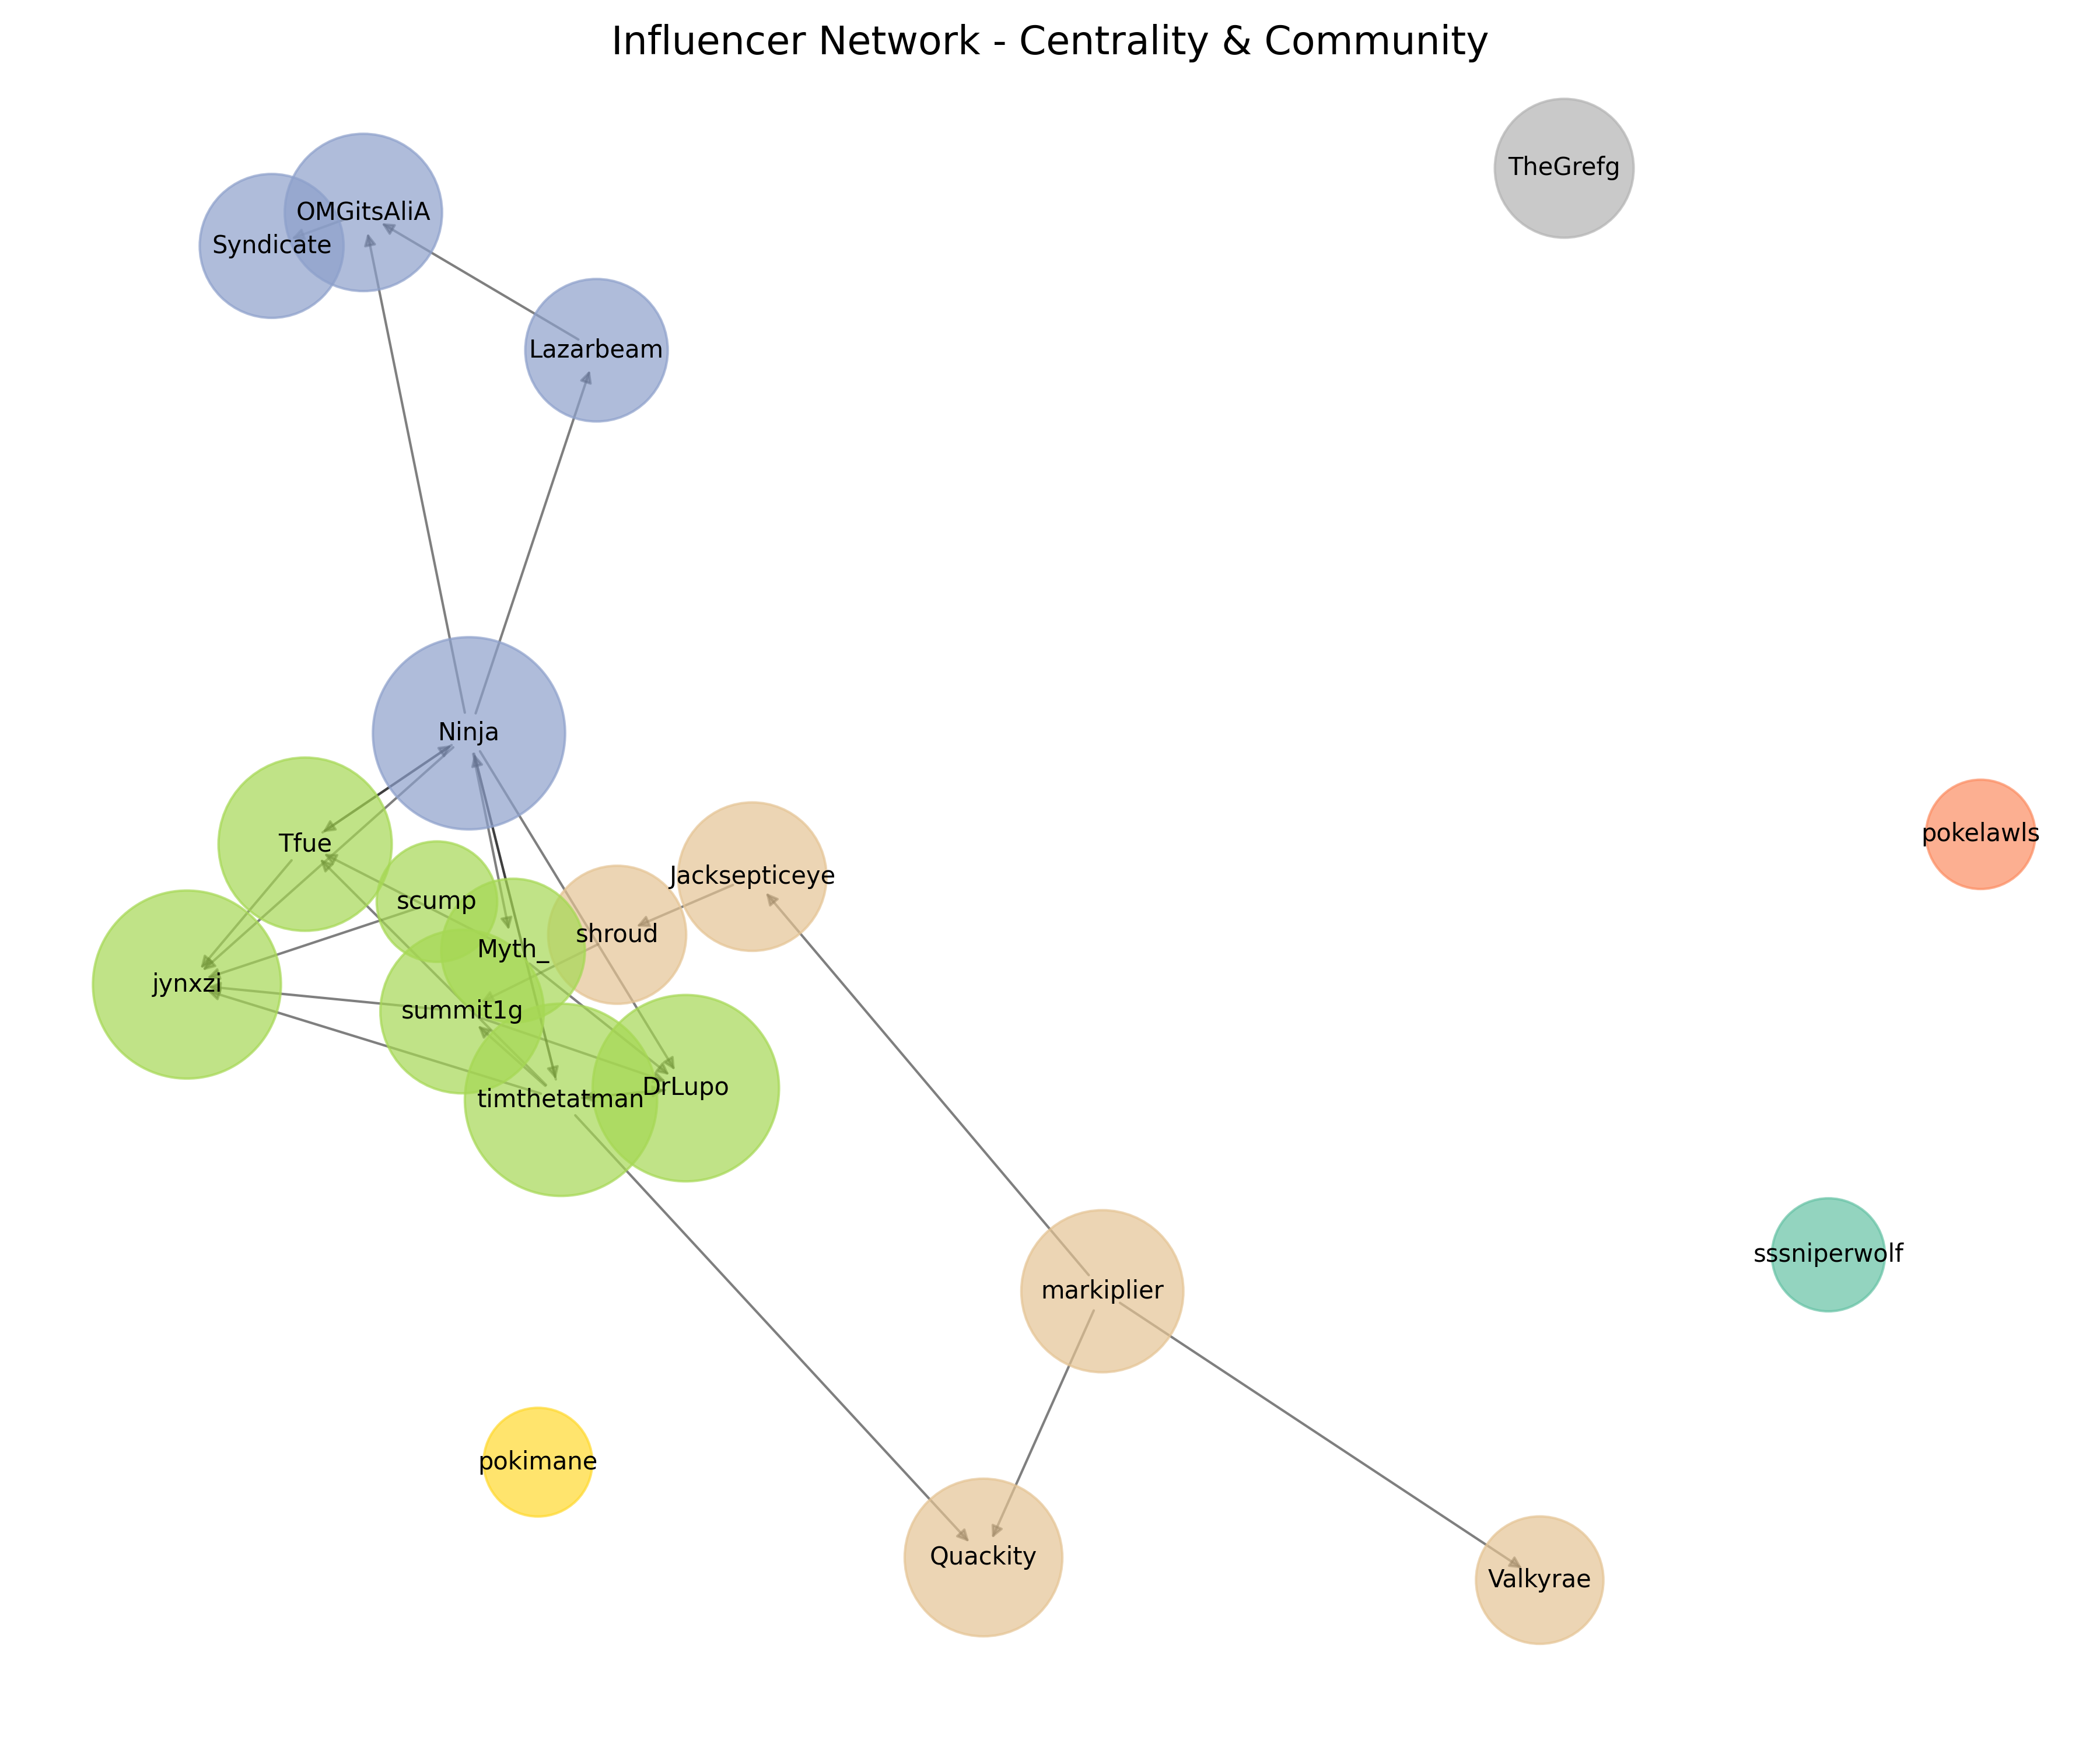 Influencer Network - Centrality & Community
TheGrefg
OMGitsAliA
Syndicate
Lazarbeam
Ninja
pokelawls
Tfue
Jacksepticeye
scump
shroud
Myth_
jynxzi
summit1g
DrLupo
timthetatman
sssniperwolf
markiplier
pokimane
Quackity
Valkyrae